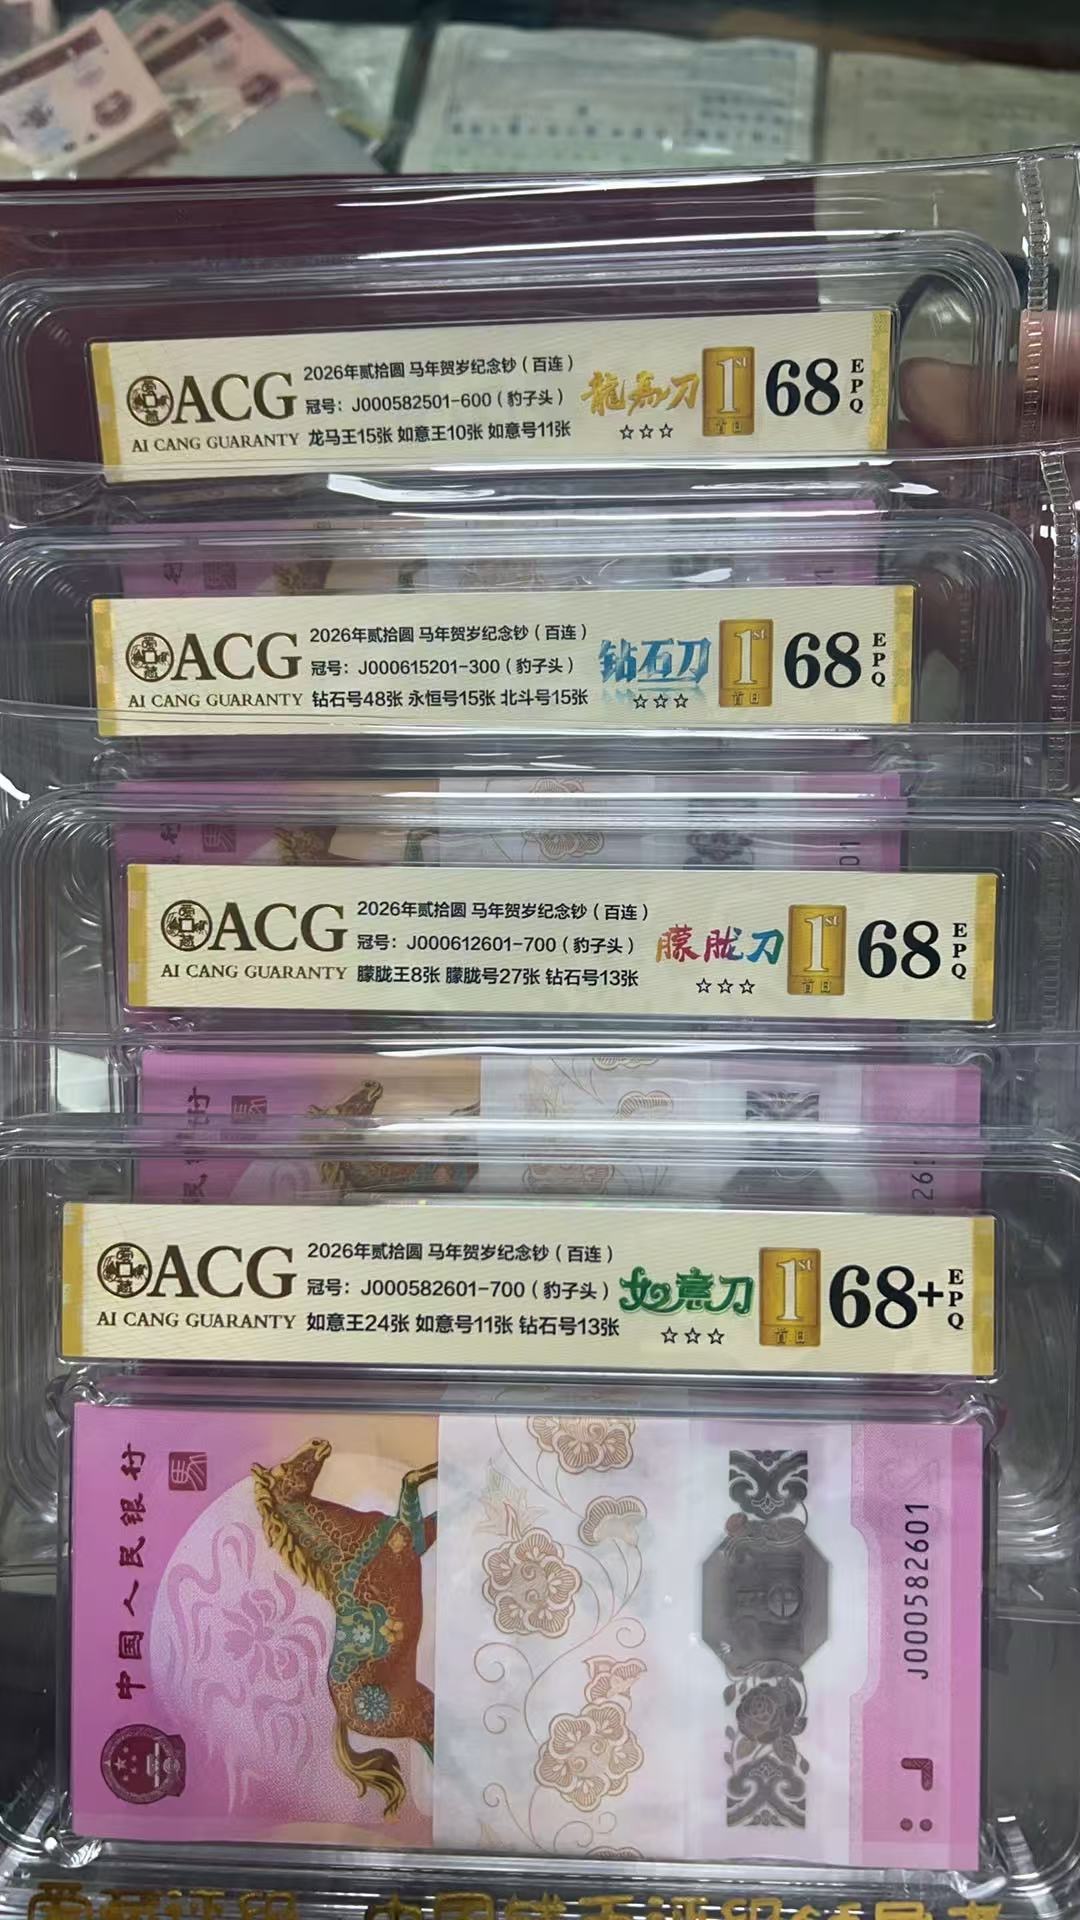 ACG
AI CANG GUARANTY
2026年贰拾圆 马年贺岁纪念钞（百连）
冠号：J000582501-600（豹子头）
龙马王15张 如意王10张 如意号11张
龍馬刀
☆☆☆
1st
首日
68
EPQ
ACG
AI CANG GUARANTY
2026年贰拾圆 马年贺岁纪念钞（百连）
冠号：J000615201-300（豹子头）
钻石号48张 永恒号15张 北斗号15张
钻石刀
☆☆☆
1st
首日
68
EPQ
01
ACG
AI CANG GUARANTY
2026年贰拾圆 马年贺岁纪念钞（百连）
冠号：J000612601-700（豹子头）
朦胧王8张 朦胧号27张 钻石号13张
朦胧刀
☆☆☆
1st
首日
68
EPQ
ACG
AI CANG GUARANTY
2026年贰拾圆 马年贺岁纪念钞（百连）
冠号：J000582601-700（豹子头）
如意王24张 如意号11张 钻石号13张
如意刀
☆☆☆
1st
首日
68+
EPQ
中国人民银行
馬
J000582601